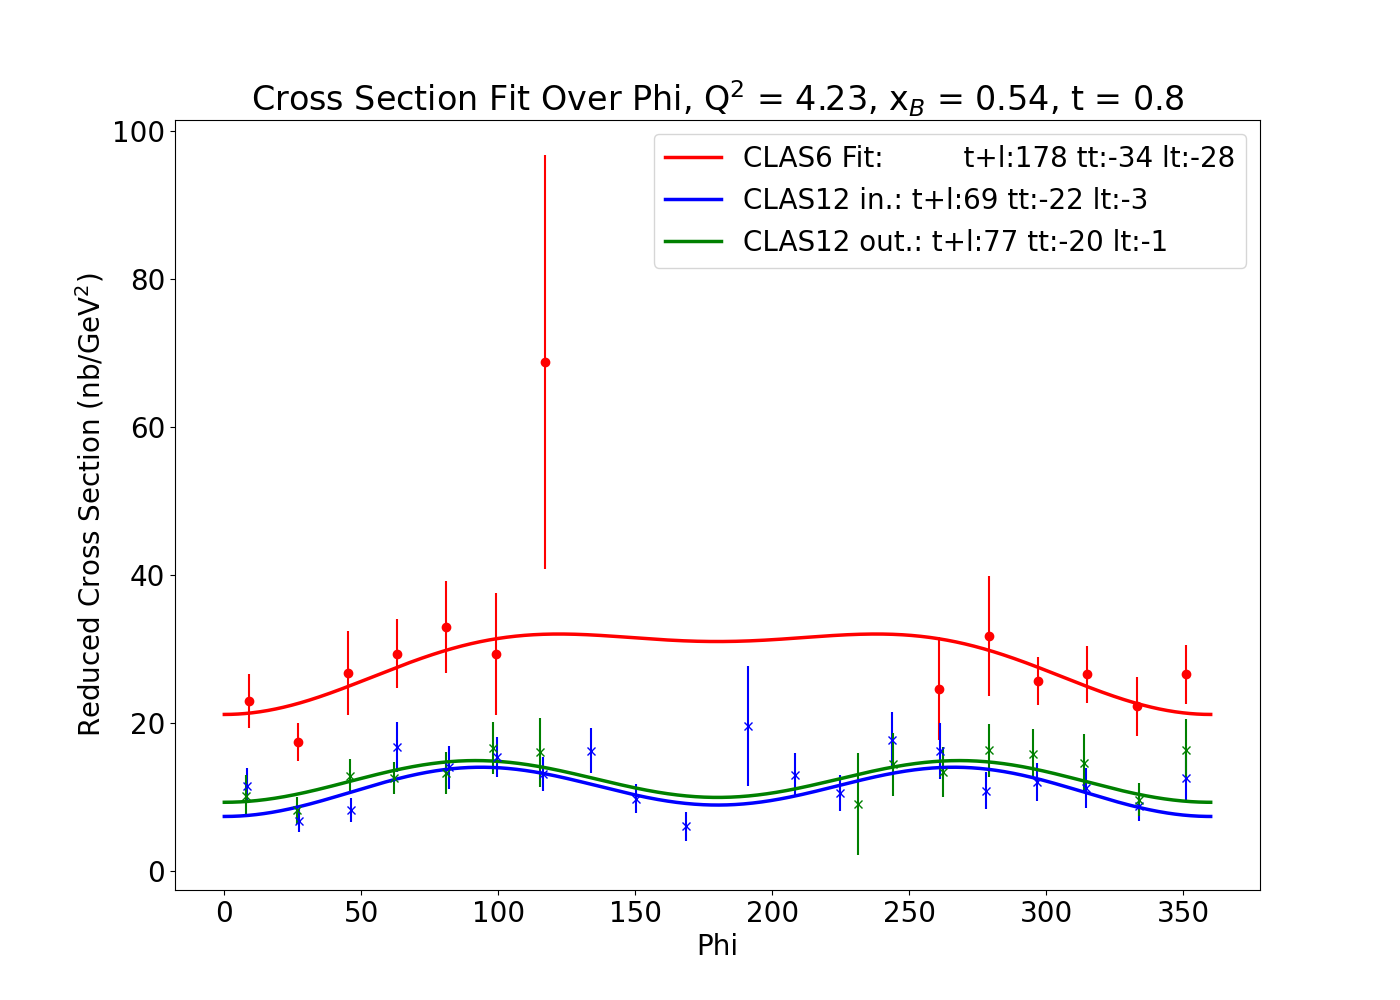 Cross Section Fit Over Phi, Q² = 4.23, x_B = 0.54, t = 0.8
100
80
60
40
20
0
Reduced Cross Section (nb/GeV²)
CLAS6 Fit: t+l:178 tt:-34 lt:-28
CLAS12 in.: t+l:69 tt:-22 lt:-3
CLAS12 out.: t+l:77 tt:-20 lt:-1
0 50 100 150 200 250 300 350
Phi